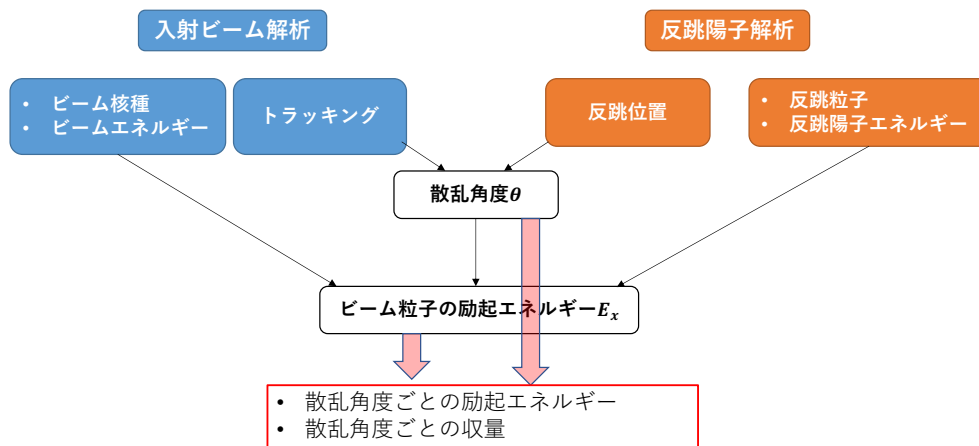 入射ビーム解析
反跳陽子解析
• ビーム核種
• ビームエネルギー
トラッキング
反跳位置
• 反跳粒子
• 反跳陽子エネルギー
散乱角度θ
ビーム粒子の励起エネルギーEₓ
• 散乱角度ごとの励起エネルギー
• 散乱角度ごとの収量